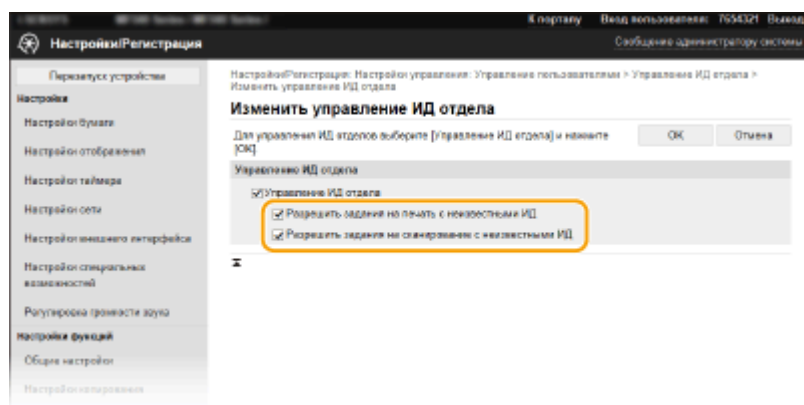 К порталу Вход пользователя: 7654321 Выход
Настройки/Регистрация
Сообщение администратору системы
Перезапуск устройства
Настройки/Регистрация: Настройки управления: Управление пользователями > Управление ИД отдела >
Изменить управление ИД отдела
Настройки
Изменить управление ИД отдела
Настройки бумаги
Для управления ИД отделов выберите [Управление ИД отдела] и нажмите
[OK].
OK Отмена
Настройки отображения
Управление ИД отдела
Настройки таймера
Управление ИД отдела
Настройки сети
Разрешить задания на печать с неизвестными ИД
Разрешить задания на сканирование с неизвестными ИД
Настройки внешнего интерфейса
Настройки специальных
возможностей
Регулировка громкости звука
Настройки функций
Общие настройки
Настройки копирования